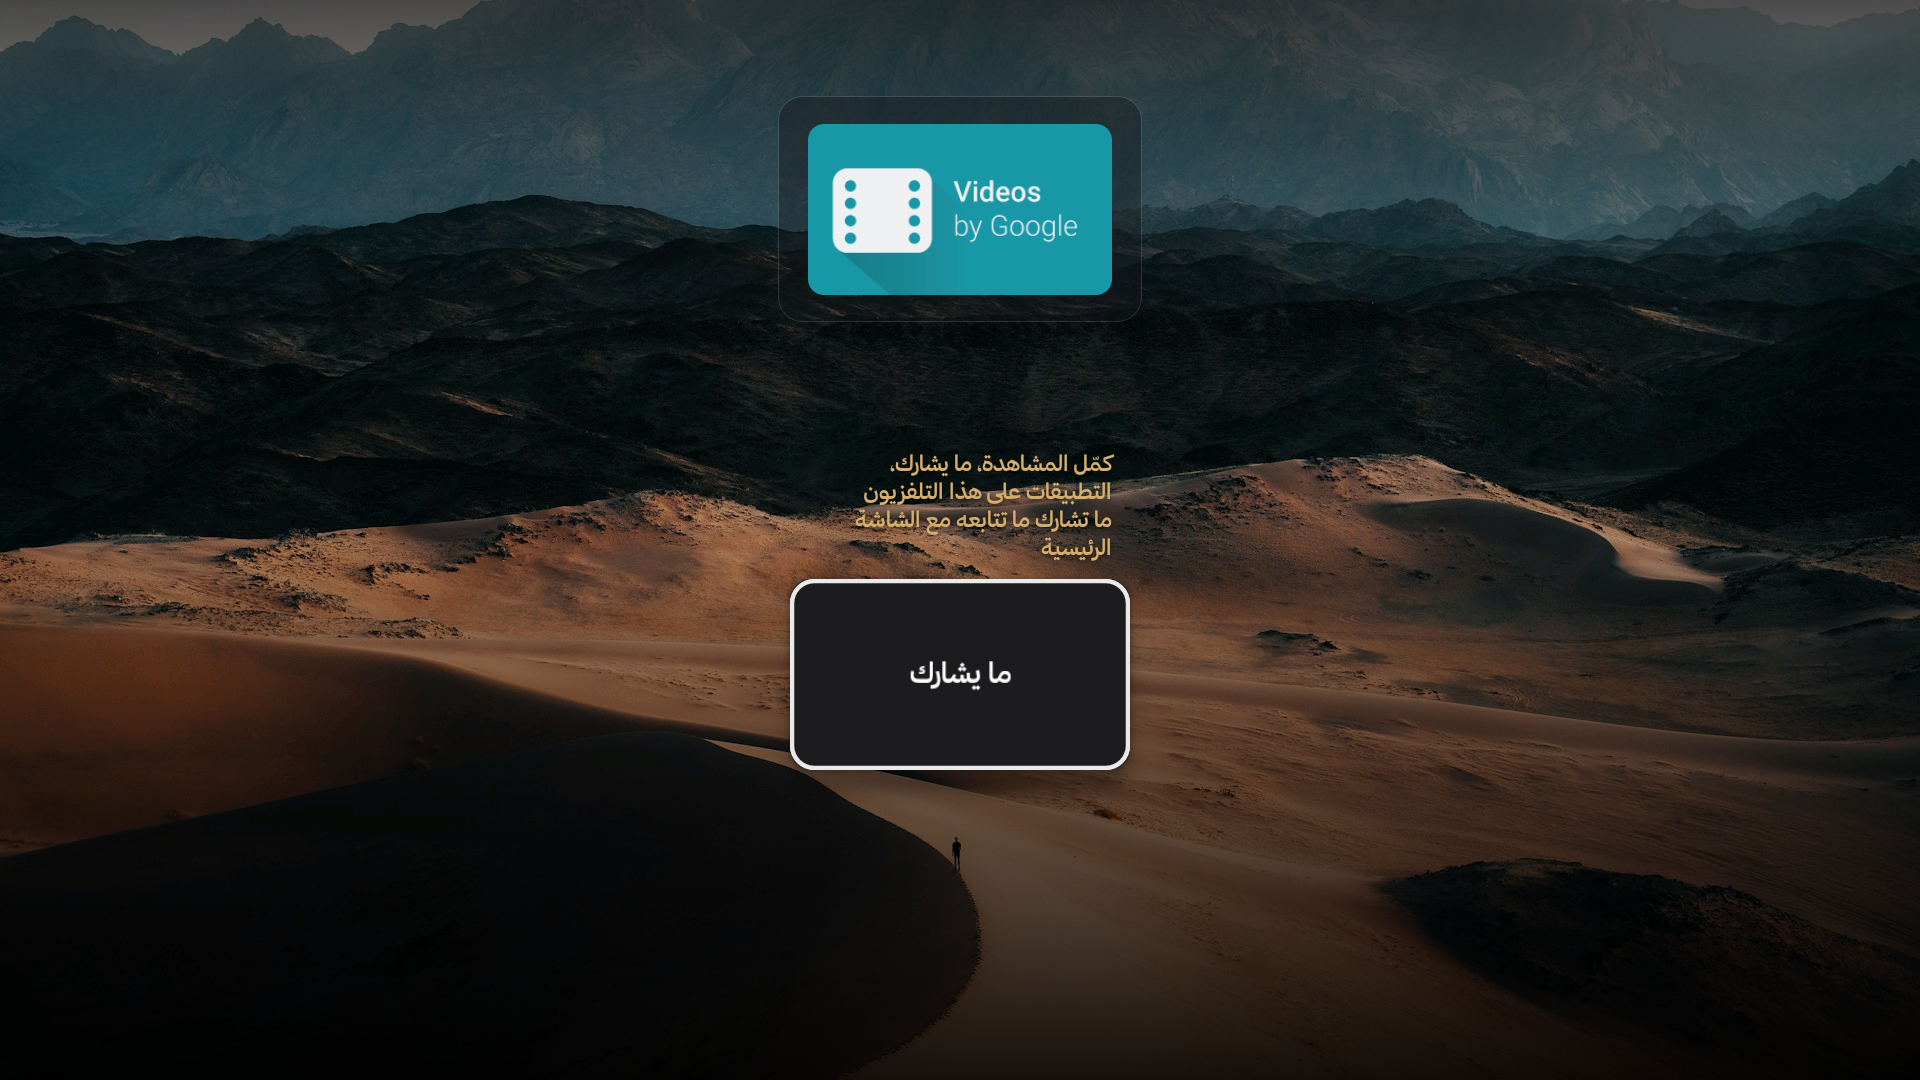 Videos
by Google
كمّل المشاهدة، ما يشارك،
التطبيقات على هذا التلفزيون
ما تشارك ما تتابعه مع الشاشة
الرئيسية
ما يشارك